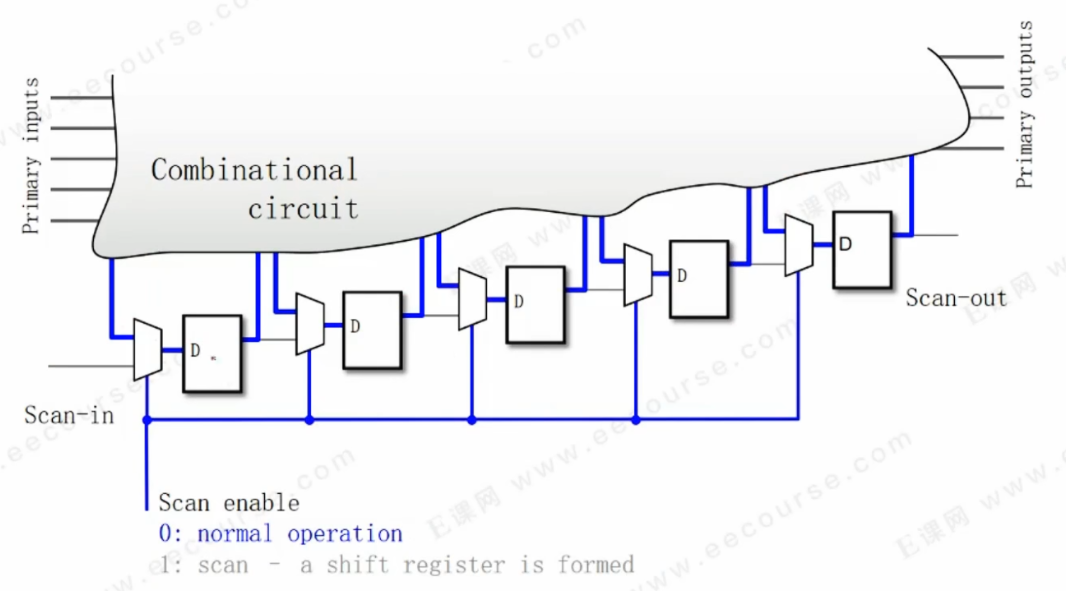 Primary inputs
Primary outputs
Combinational
circuit
D
D
D
D
D
Scan-in
Scan-out
Scan enable
0: normal operation
1: scan - a shift register is formed
E课网 www.eecourse.com